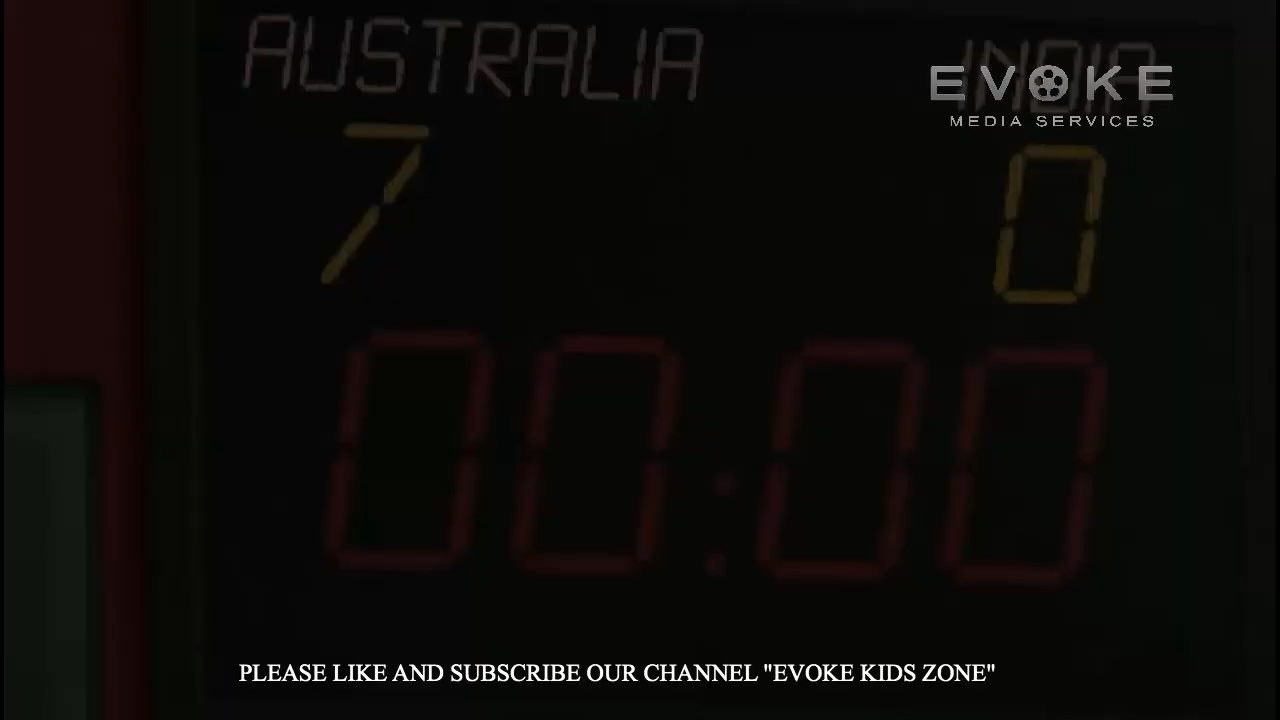 AUSTRALIA INDIA
EVOKE
MEDIA SERVICES
7 0
00:00
PLEASE LIKE AND SUBSCRIBE OUR CHANNEL "EVOKE KIDS ZONE"